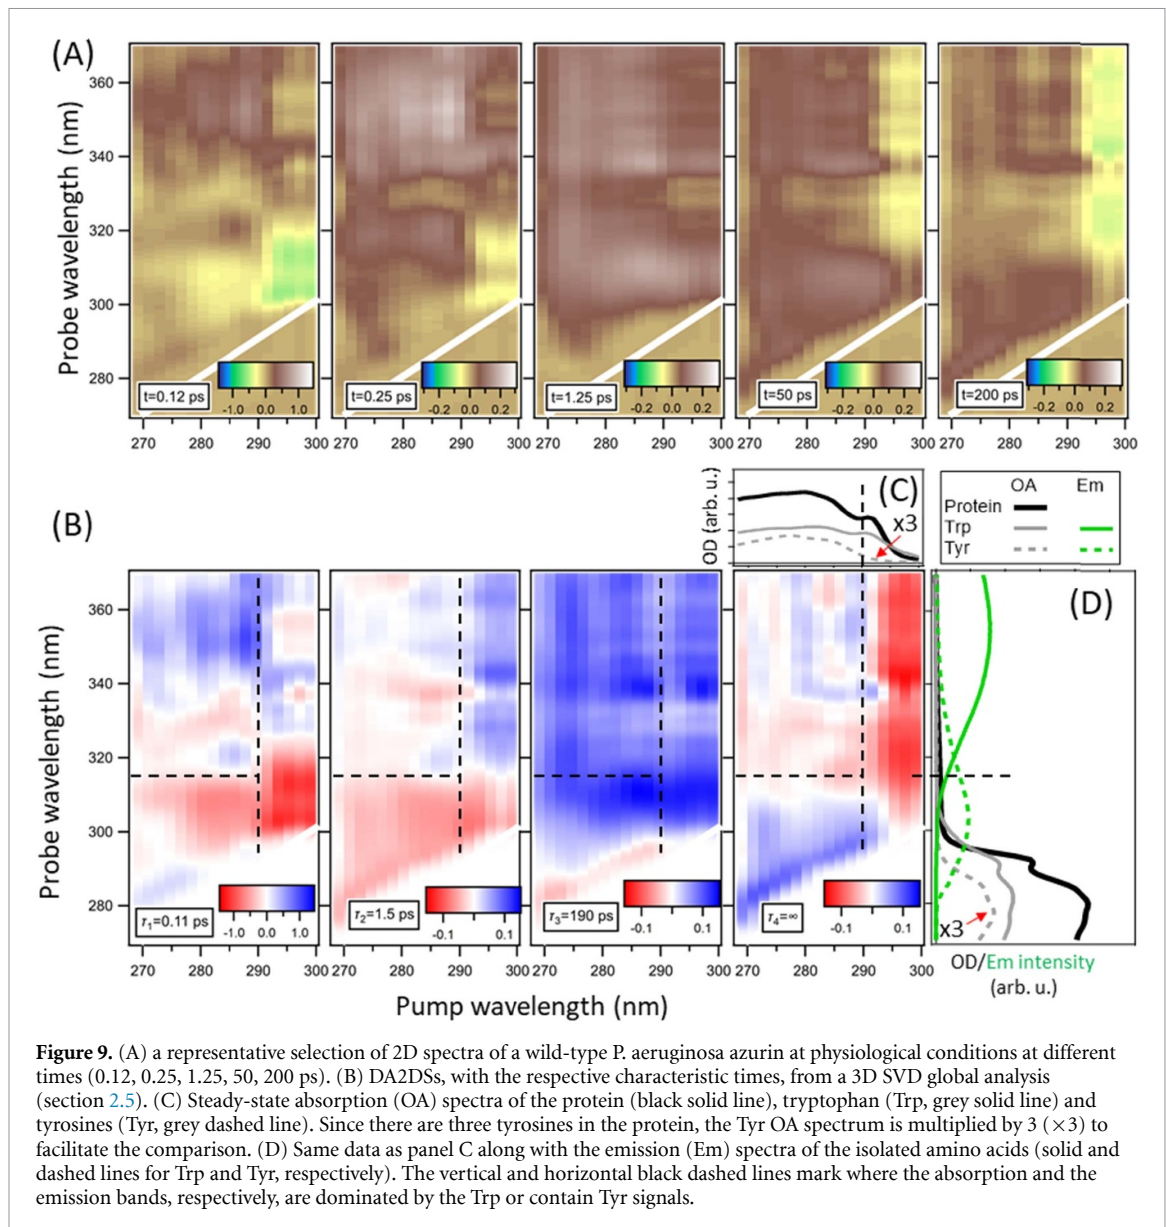 (A)
Probe wavelength (nm)
360
340
320
300
280
t=0.12 ps
-1.0 0.0 1.0
t=0.25 ps
-0.2 0.0 0.2
t=1.25 ps
-0.2 0.0 0.2
t=50 ps
-0.2 0.0 0.2
t=200 ps
-0.2 0.0 0.2
270 280 290 300
270 280 290 300
270 280 290 300
270 280 290 300
270 280 290 300
(C)
OD (arb. u.)
x3
OA Em
Protein
Trp
Tyr
(B)
Probe wavelength (nm)
360
340
320
300
280
τ1=0.11 ps
-1.0 0.0 1.0
τ2=1.5 ps
-0.1 0.1
τ3=190 ps
-0.1 0.1
τ4=∞
-0.1 0.1
(D)
x3
270 280 290 300
270 280 290 300
270 280 290 300
270 280 290 300
OD/Em intensity
(arb. u.)
Pump wavelength (nm)
Figure 9. (A) a representative selection of 2D spectra of a wild-type P. aeruginosa azurin at physiological conditions at different
times (0.12, 0.25, 1.25, 50, 200 ps). (B) DA2DSs, with the respective characteristic times, from a 3D SVD global analysis
(section 2.5). (C) Steady-state absorption (OA) spectra of the protein (black solid line), tryptophan (Trp, grey solid line) and
tyrosines (Tyr, grey dashed line). Since there are three tyrosines in the protein, the Tyr OA spectrum is multiplied by 3 (×3) to
facilitate the comparison. (D) Same data as panel C along with the emission (Em) spectra of the isolated amino acids (solid and
dashed lines for Trp and Tyr, respectively). The vertical and horizontal black dashed lines mark where the absorption and the
emission bands, respectively, are dominated by the Trp or contain Tyr signals.